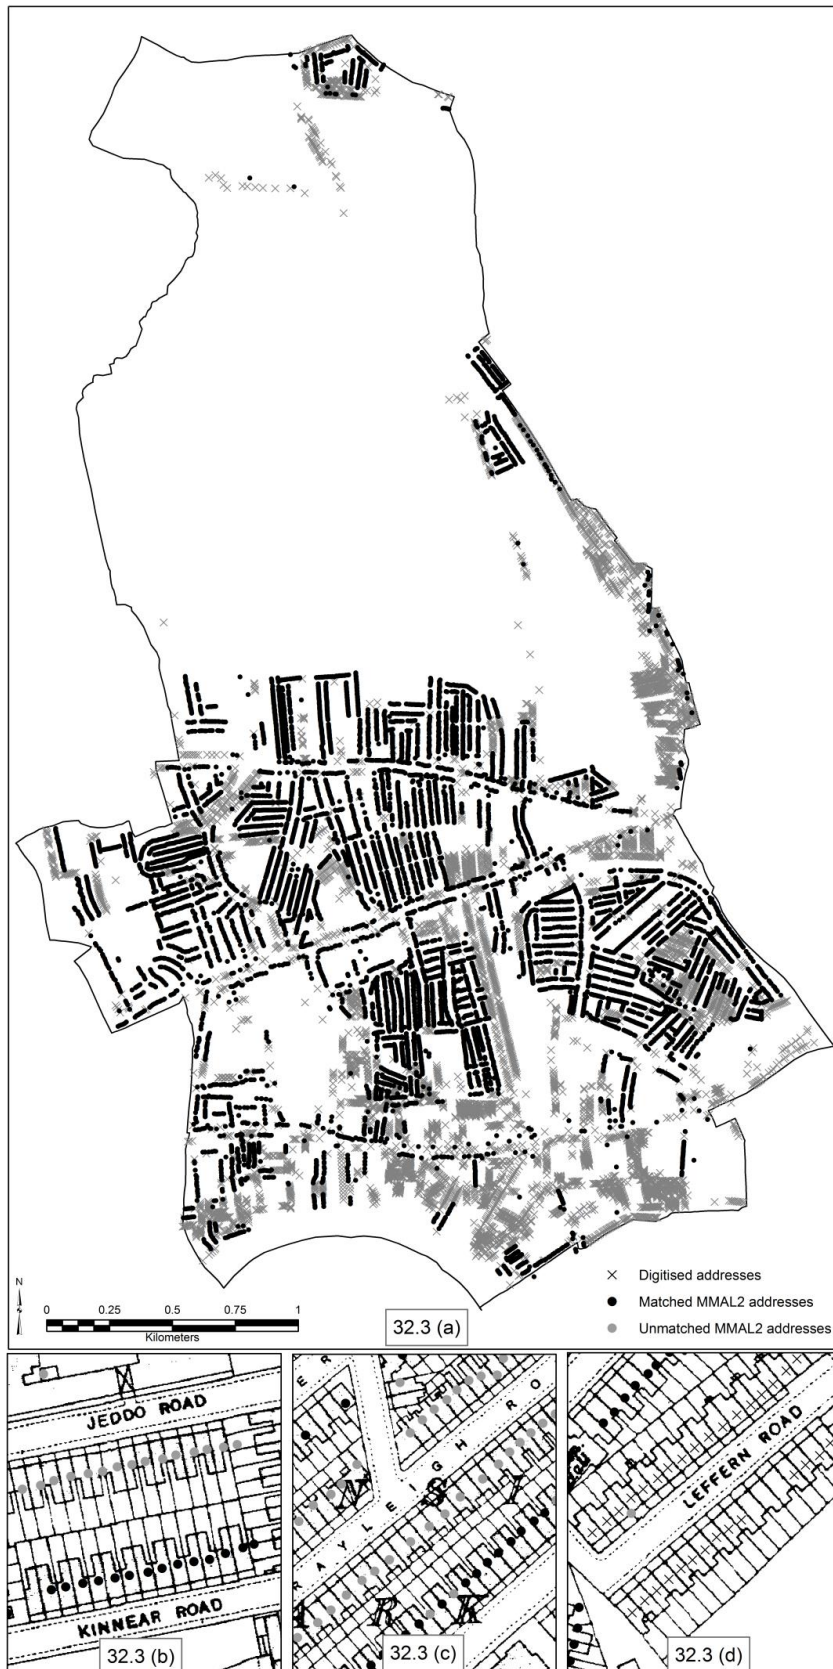 N
× Digitised addresses
● Matched MMAL2 addresses
● Unmatched MMAL2 addresses
0 0.25 0.5 0.75 1
Kilometers
32.3 (a)
JEDDO ROAD
KINNEAR ROAD
32.3 (b)
E R
N S I
RAYLEIGH RO
A R K
32.3 (c)
LEFFERN ROAD
32.3 (d)